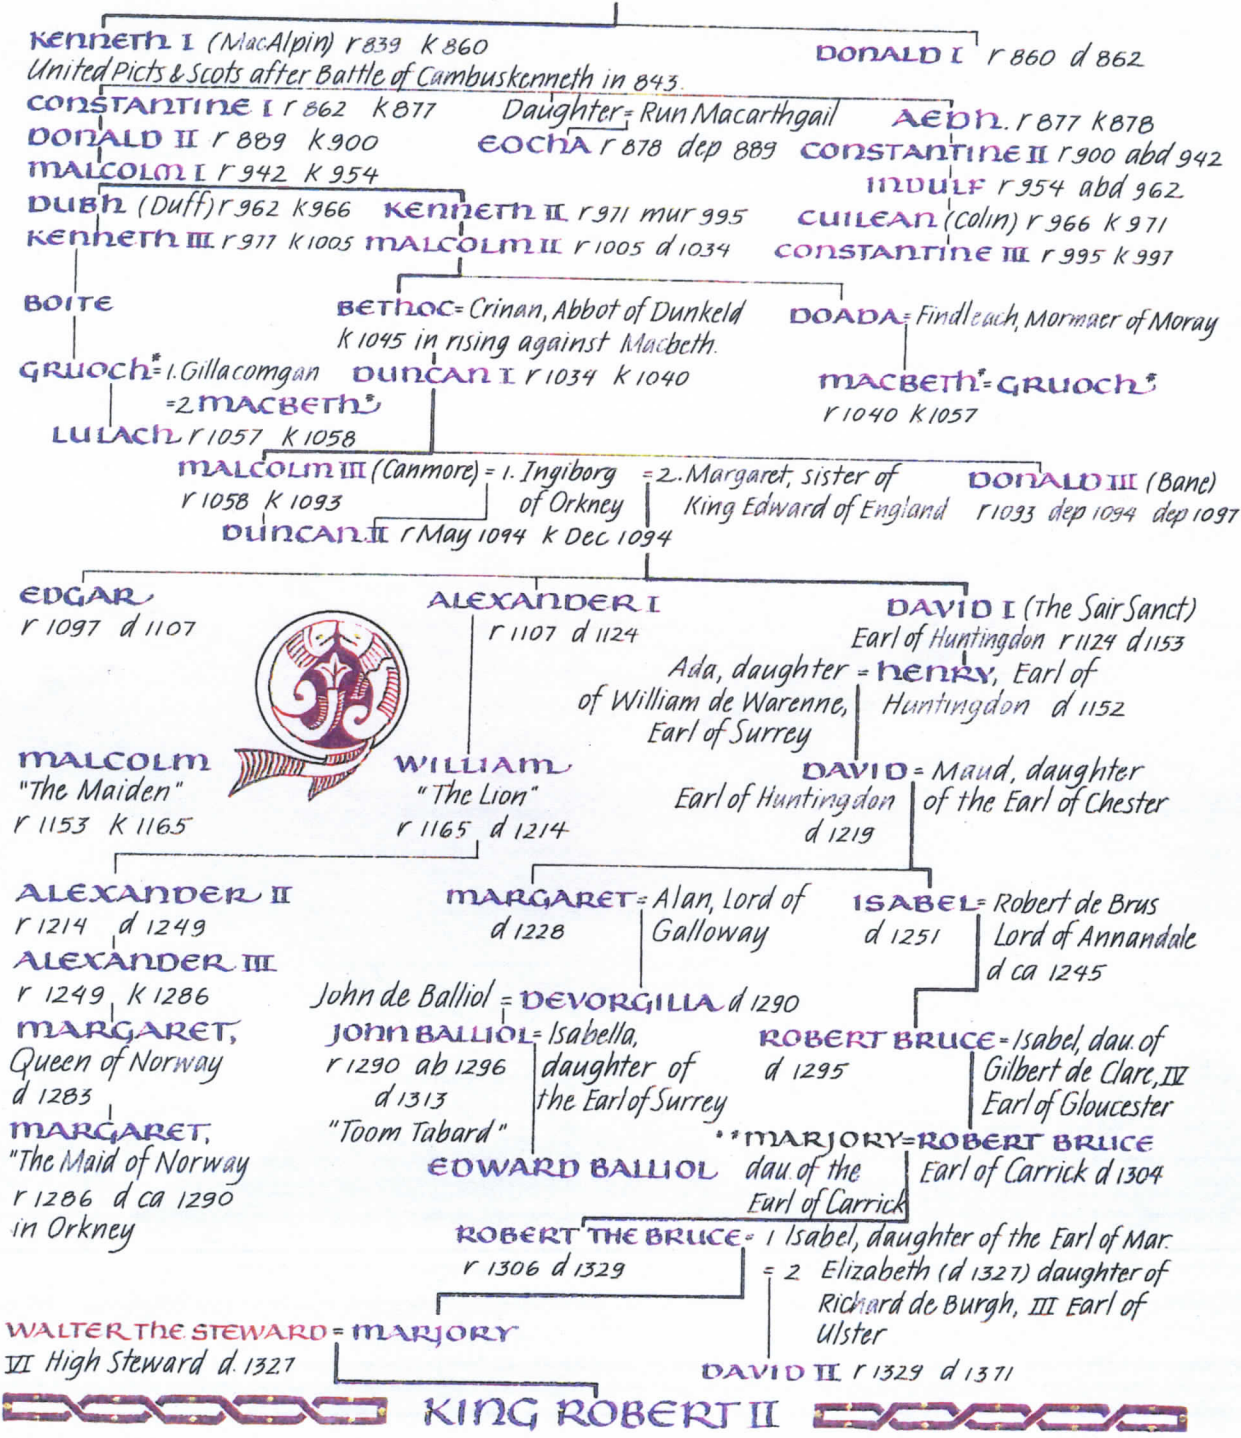 KENNETH I (MacAlpin) r 839 k 860
DONALD I r 860 d 862
United Picts & Scots after Battle of Cambuskenneth in 843.
CONSTANTINE I r 862 k 877
Daughter = Run Macarthgail
AEDH. r 877 k 878
DONALD II r 889 k 900
EOCHA r 878 dep 889
CONSTANTINE II r 900 abd 942
MALCOLM I r 942 k 954
INDULF r 954 abd 962
DUBH (Duff) r 962 k 966
KENNETH II r 971 mur 995
CUILEAN (Colin) r 966 k 971
KENNETH III r 977 k 1005
MALCOLM II r 1005 d 1034
CONSTANTINE III r 995 k 997
BOITE
BETHOC = Crinan, Abbot of Dunkeld
k 1045 in rising against Macbeth.
DOADA = Findleach, Mormaer of Moray
GRUOCH* = 1. Gillacomgan
= 2. MACBETH*
DUNCAN I r 1034 k 1040
MACBETH* = GRUOCH*
r 1040 k 1057
LULACH r 1057 k 1058
MALCOLM III (Canmore) = 1. Ingiborg
of Orkney
= 2. Margaret, sister of
King Edward of England
DONALD III (Bane)
r 1093 dep 1094 dep 1097
r 1058 k 1093
DUNCAN II r May 1094 k Dec 1094
EDGAR
r 1097 d 1107
ALEXANDER I
r 1107 d 1124
DAVID I (The Sair Sanct)
Earl of Huntingdon r 1124 d 1153
Ada, daughter = HENRY, Earl of
of William de Warenne, Huntingdon d 1152
Earl of Surrey
MALCOLM
"The Maiden"
r 1153 k 1165
WILLIAM
"The Lion"
r 1165 d 1214
DAVID = Maud, daughter
Earl of Huntingdon of the Earl of Chester
d 1219
ALEXANDER II
r 1214 d 1249
MARGARET = Alan, Lord of
d 1228 Galloway
ISABEL = Robert de Brus
d 1251 Lord of Annandale
d ca 1245
ALEXANDER III
r 1249 k 1286
John de Balliol = DEVORGILLA d 1290
MARGARET,
Queen of Norway
d 1283
JOHN BALLIOL = Isabella,
r 1290 ab 1296 daughter of
d 1313 the Earl of Surrey
"Toom Tabard"
ROBERT BRUCE = Isabel, dau. of
d 1295 Gilbert de Clare, IV
Earl of Gloucester
MARGARET,
"The Maid of Norway
r 1286 d ca 1290
in Orkney
EDWARD BALLIOL
**MARJORY = ROBERT BRUCE
dau. of the Earl of Carrick d 1304
Earl of Carrick
ROBERT THE BRUCE = 1 Isabel, daughter of the Earl of Mar.
r 1306 d 1329 = 2 Elizabeth (d 1327) daughter of
Richard de Burgh, III Earl of
Ulster
WALTER THE STEWARD = MARJORY
VI High Steward d. 1327
DAVID II r 1329 d 1371
KING ROBERT II